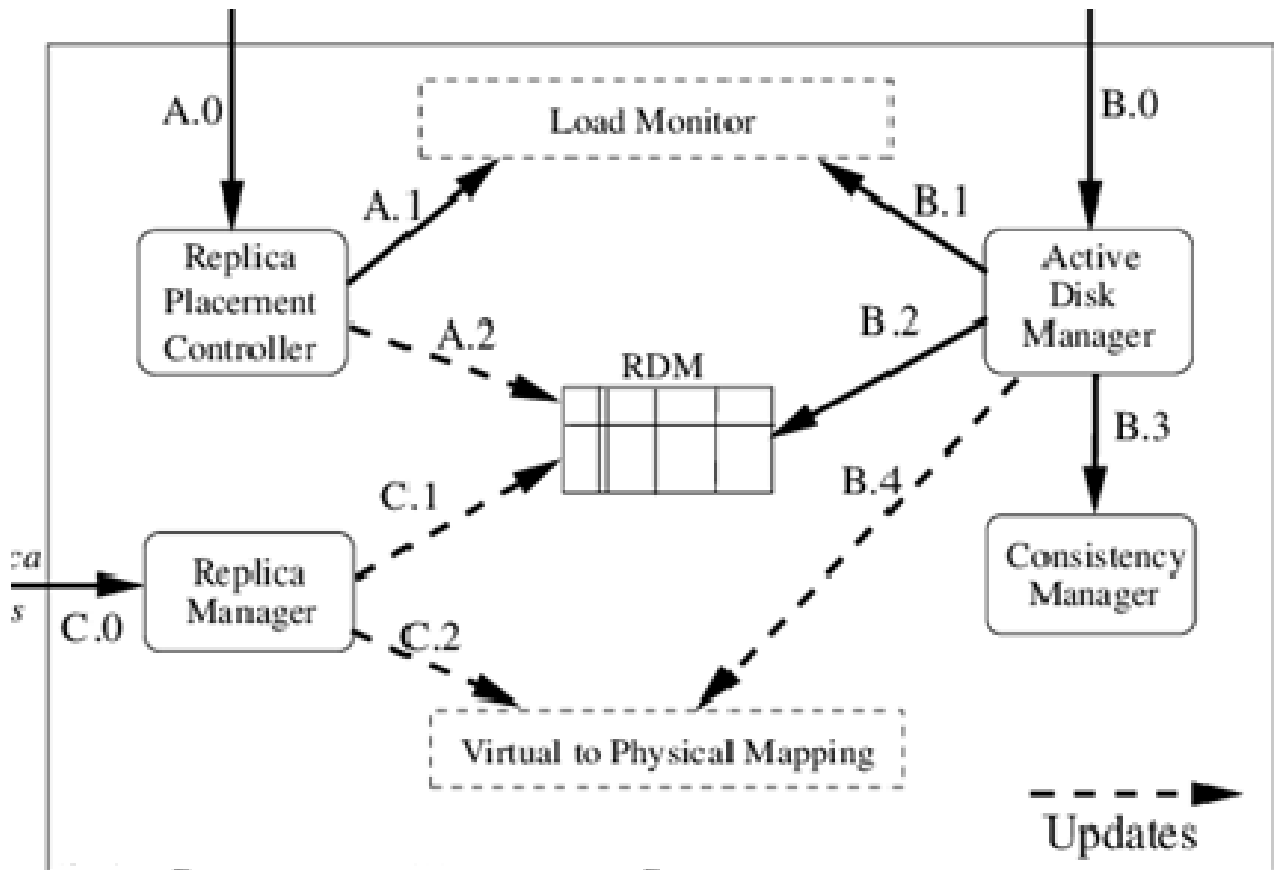 A.0
B.0
Load Monitor
A.1
B.1
Replica
Placement
Controller
Active
Disk
Manager
A.2
B.2
RDM
B.3
C.1
B.4
ca
Replica
Manager
Consistency
Manager
s
C.0
C.2
Virtual to Physical Mapping
Updates